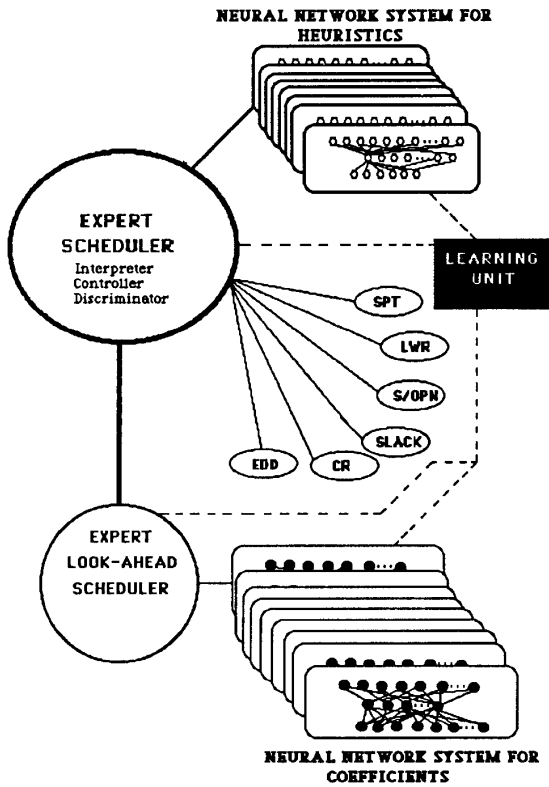 NEURAL NETWORK SYSTEM FOR
HEURISTICS
EXPERT
SCHEDULER
Interpreter
Controller
Discriminator
LEARNING
UNIT
SPT
LWR
S/OPN
SLACK
CR
EDD
EXPERT
LOOK-AHEAD
SCHEDULER
NEURAL NETWORK SYSTEM FOR
COEFFICIENTS